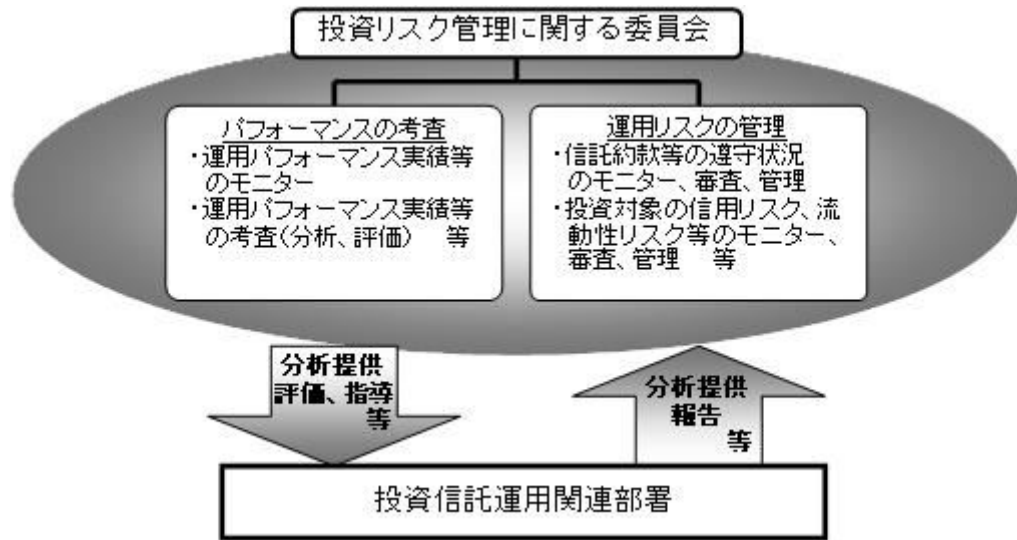 投資リスク管理に関する委員会
パフォーマンスの考査
・運用パフォーマンス実績等
のモニター
・運用パフォーマンス実績等
の考査(分析、評価) 等
運用リスクの管理
・信託約款等の遵守状況
のモニター、審査、管理
・投資対象の信用リスク、流
動性リスク等のモニター、
審査、管理 等
分析提供
評価、指導
等
分析提供
報告
等
投資信託運用関連部署